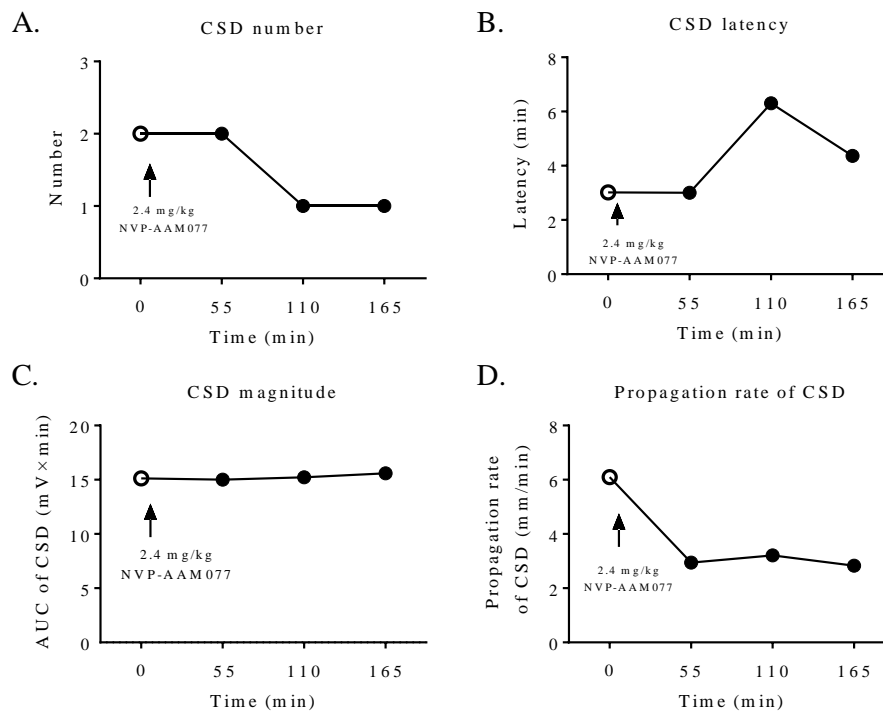 A.
CSD number
Number
3
2
1
0
2.4 mg/kg
NVP-AAM077
0 55 110 165
Time (min)
B.
CSD latency
Latency (min)
8
6
4
2
0
2.4 mg/kg
NVP-AAM077
0 55 110 165
Time (min)
C.
CSD magnitude
AUC of CSD (mV×min)
20
15
10
5
0
2.4 mg/kg
NVP-AAM077
0 55 110 165
Time (min)
D.
Propagation rate of CSD
Propagation rate
of CSD (mm/min)
8
6
4
2
0
2.4 mg/kg
NVP-AAM077
0 55 110 165
Time (min)